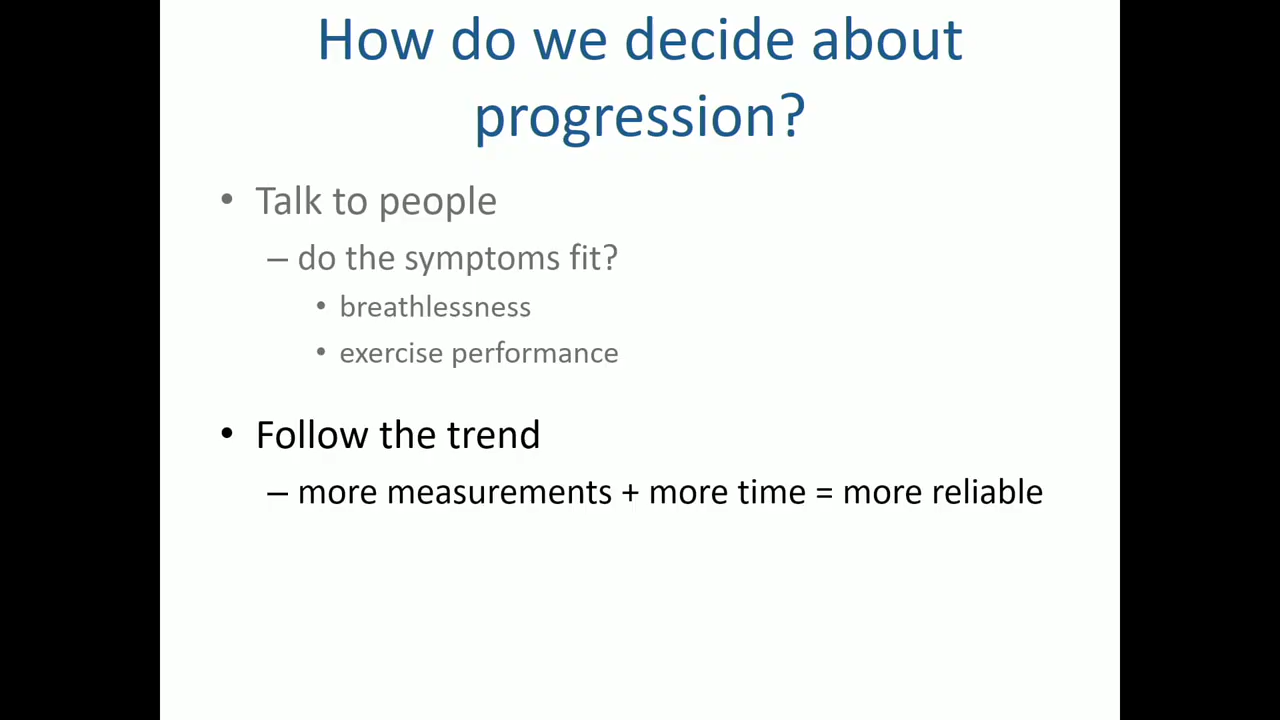 How do we decide about
progression?
• Talk to people
– do the symptoms fit?
• breathlessness
• exercise performance
• Follow the trend
– more measurements + more time = more reliable